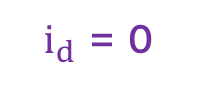 i_d = 0